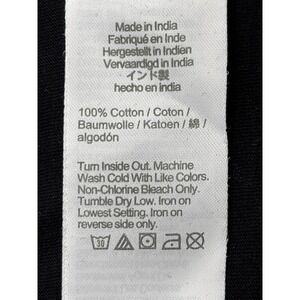 Made in India
Fabriqué en Inde
Hergestellt in Indien
Vervaardigd in India
インド製
hecho en india
100% Cotton / Coton /
Baumwolle / Katoen / 綿 /
algodón
Turn Inside Out. Machine
Wash Cold With Like Colors.
Non-Chlorine Bleach Only.
Tumble Dry Low. Iron on
Lowest Setting. Iron on
reverse side only.
30